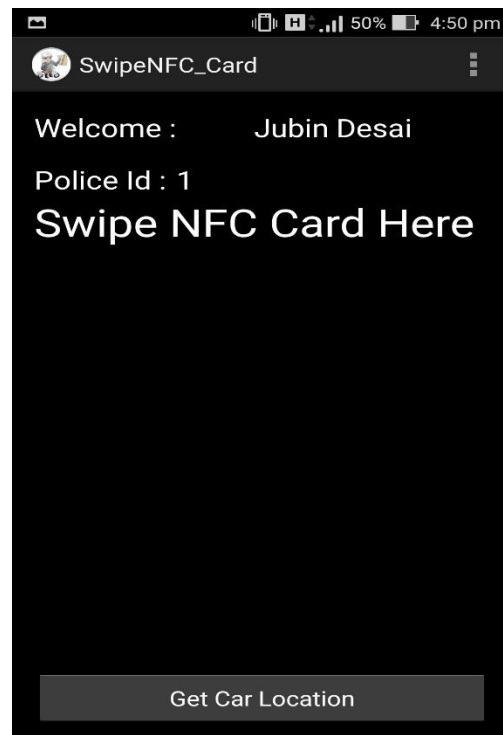 H 50% 4:50 pm
SwipeNFC_Card
Welcome : Jubin Desai
Police Id : 1
Swipe NFC Card Here
Get Car Location